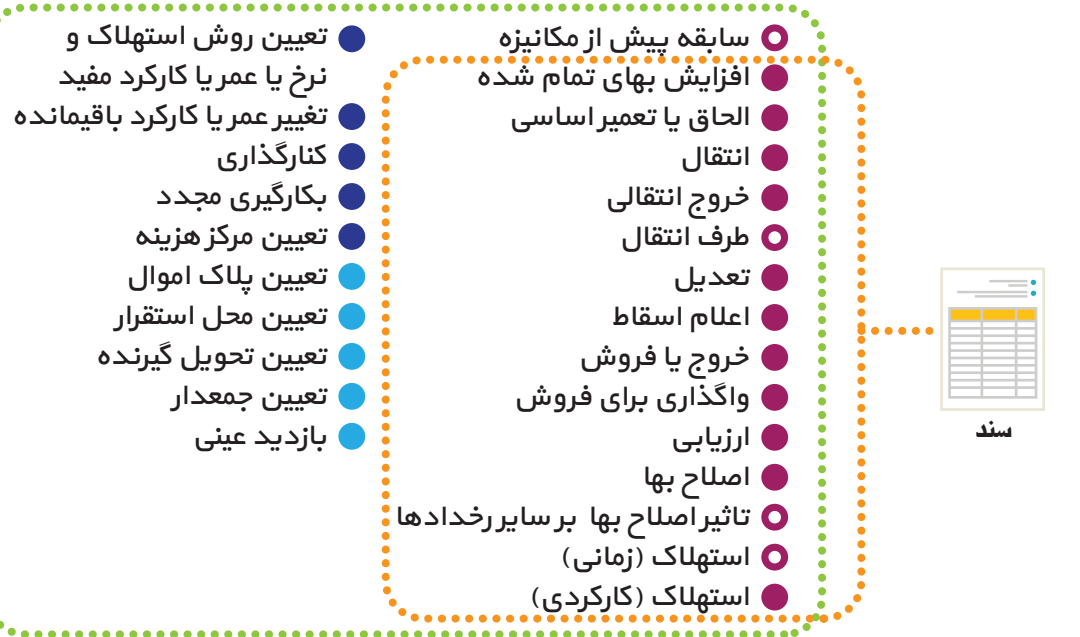 سابقه پیش از مکانیزه
افزایش بهای تمام شده
الحاق یا تعمیر اساسی
انتقال
خروج انتقالی
طرف انتقال
تعدیل
اعلام اسقاط
خروج یا فروش
واگذاری برای فروش
ارزیابی
اصلاح بها
تاثیر اصلاح بها بر سایر رخدادها
استهلاک (زمانی)
استهلاک (کارکردی)
تعیین روش استهلاک و
نرخ یا عمر یا کارکرد مفید
تغییر عمر یا کارکرد باقیمانده
کنارگذاری
بکارگیری مجدد
تعیین مرکز هزینه
تعیین پلاک اموال
تعیین محل استقرار
تعیین تحویل گیرنده
تعیین جمعدار
بازدید عینی
سند